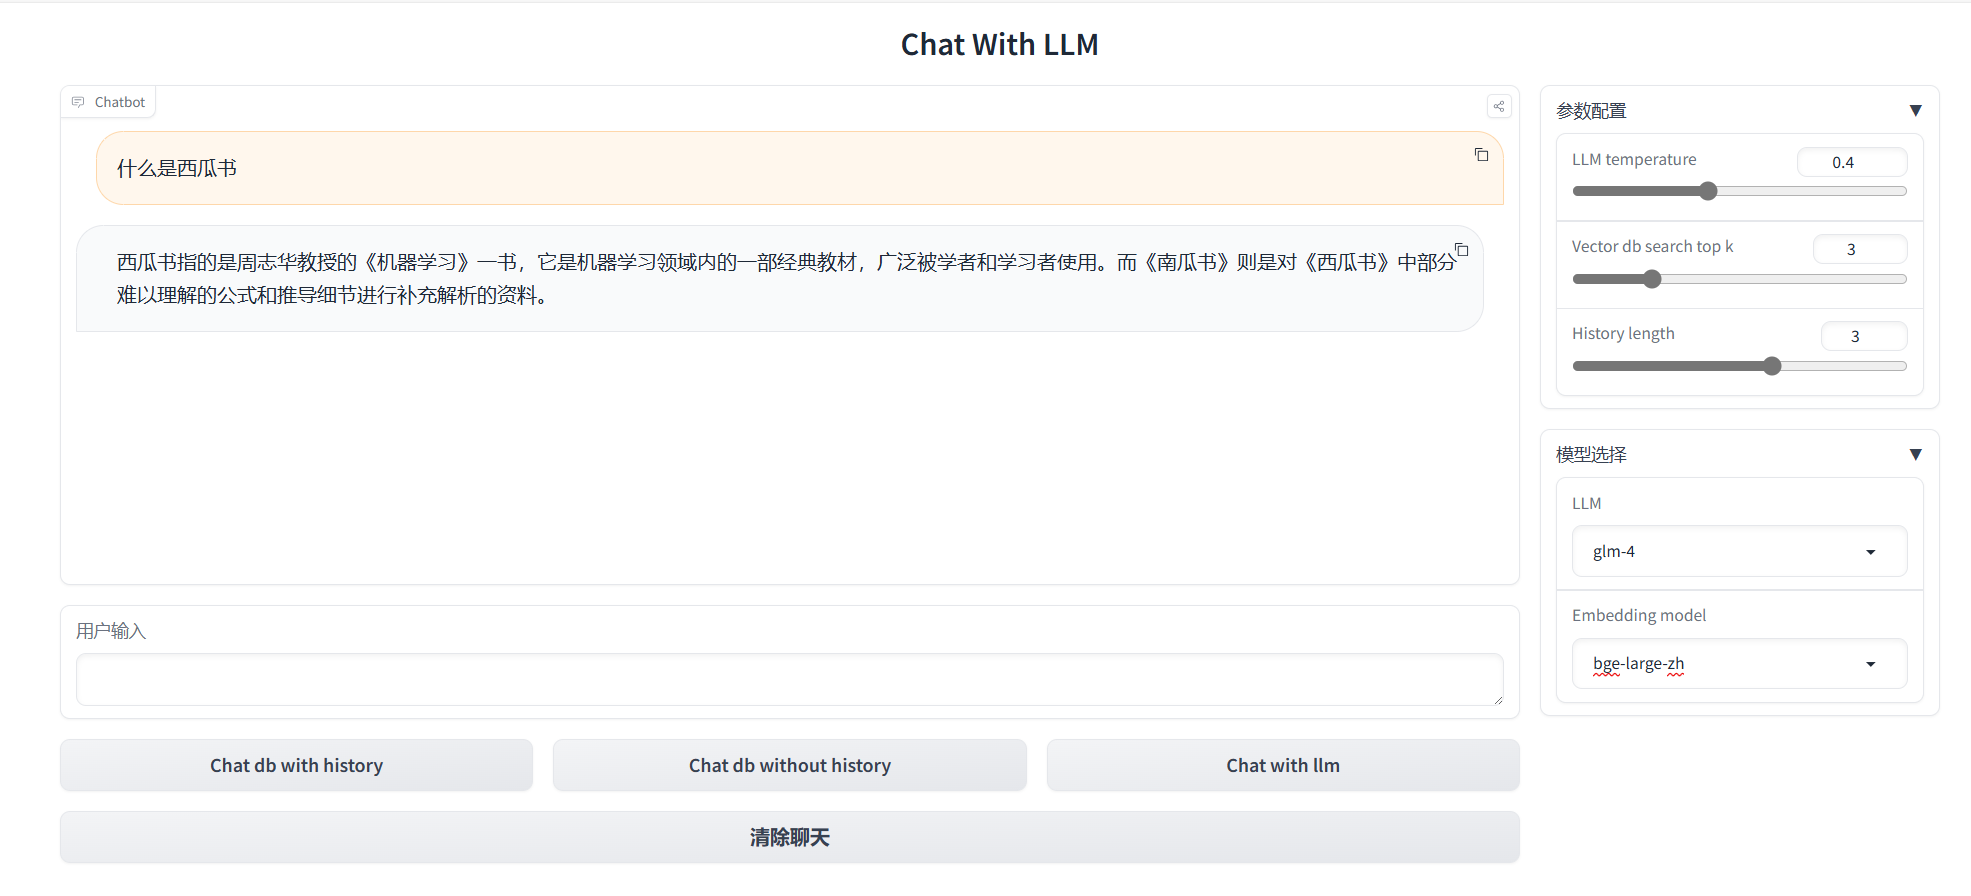 Chat With LLM
Chatbot
什么是西瓜书
西瓜书指的是周志华教授的《机器学习》一书，它是机器学习领域内的一部经典教材，广泛被学者和学习者使用。而《南瓜书》则是对《西瓜书》中部分
难以理解的公式和推导细节进行补充解析的资料。
用户输入
Chat db with history
Chat db without history
Chat with llm
清除聊天
参数配置
LLM temperature
0.4
Vector db search top k
3
History length
3
模型选择
LLM
glm-4
Embedding model
bge-large-zh